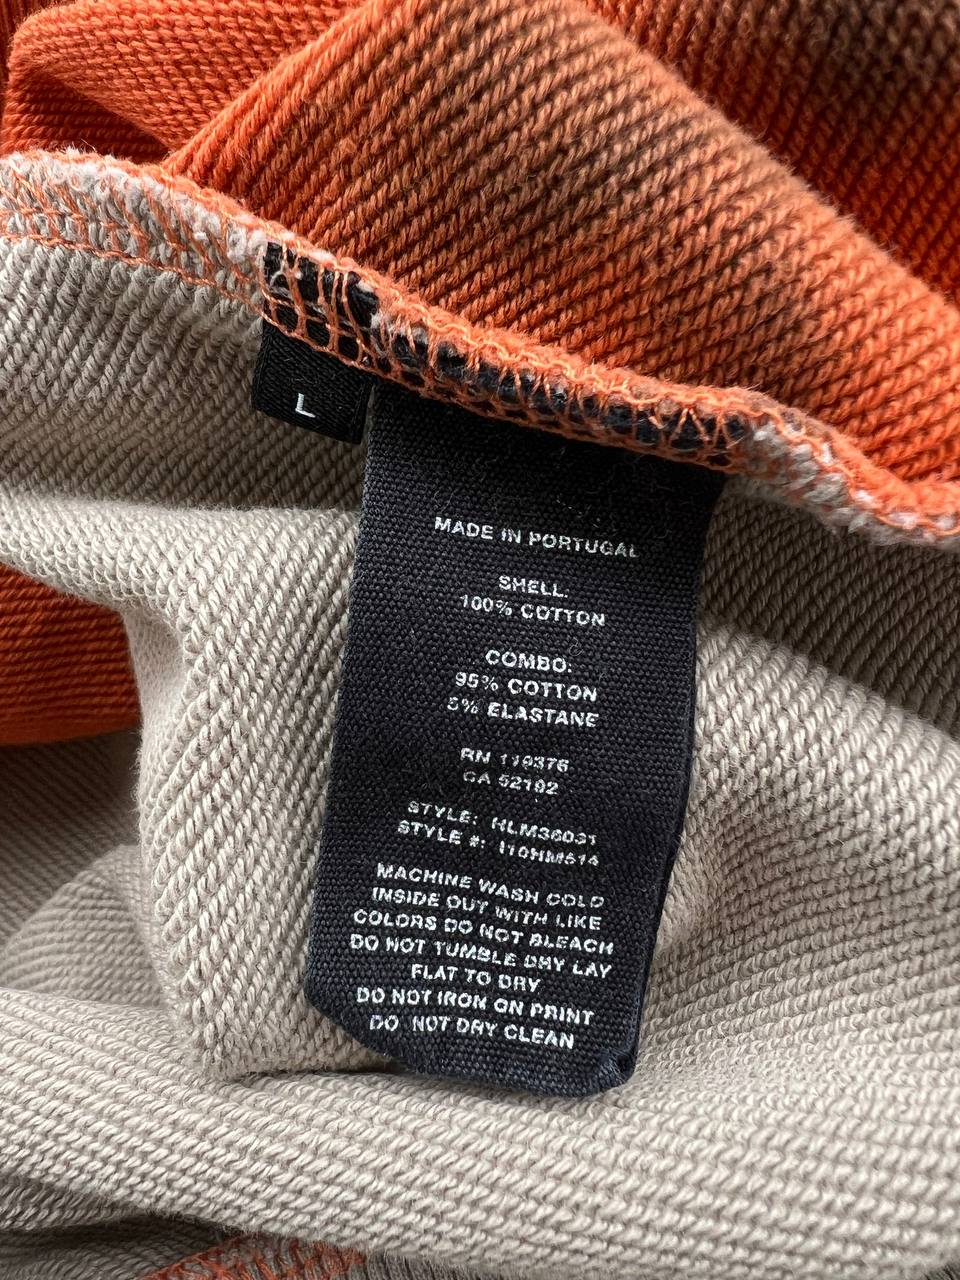 L
MADE IN PORTUGAL
SHELL:
100% COTTON
COMBO:
95% COTTON
5% ELASTANE
RN 119376
CA 52192
STYLE: HLM36031
STYLE #: I10HM514
MACHINE WASH COLD
INSIDE OUT WITH LIKE
COLORS DO NOT BLEACH
DO NOT TUMBLE DRY LAY
FLAT TO DRY
DO NOT IRON ON PRINT
DO NOT DRY CLEAN